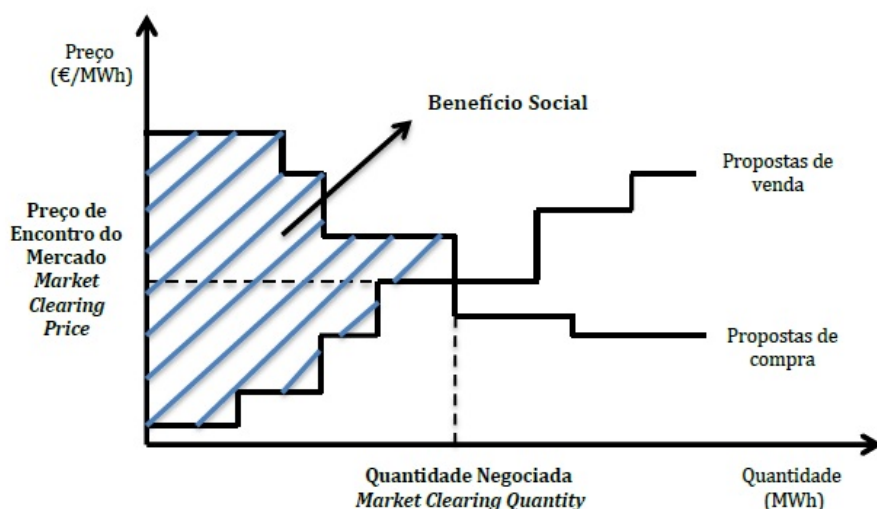 Preço
(€/MWh)
Benefício Social
Propostas de
venda
Preço de
Encontro do
Mercado
Market
Clearing
Price
Propostas de
compra
Quantidade Negociada
Market Clearing Quantity
Quantidade
(MWh)